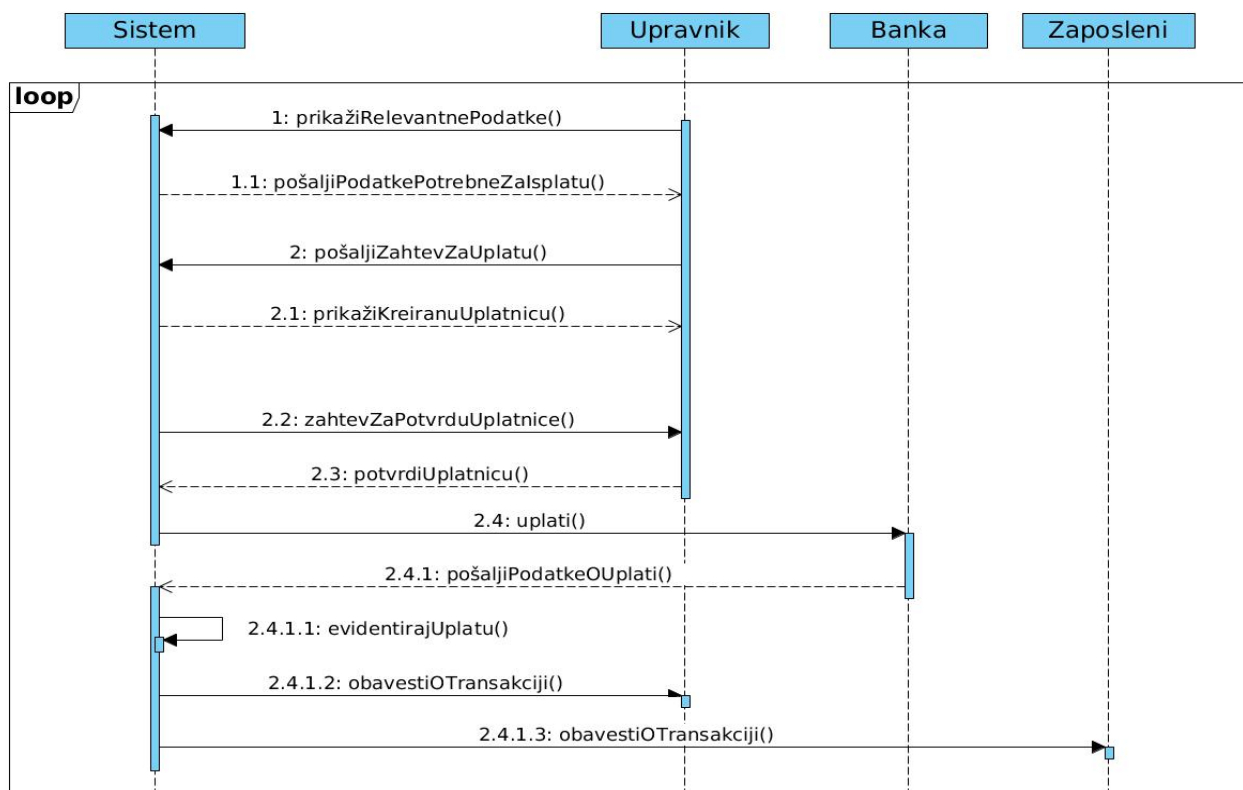 Sistem
Upravnik
Banka
Zaposleni
loop
1: prikažiRelevantnePodatke()
1.1: pošaljiPodatkePotrebneZaIsplatu()
2: pošaljiZahtevZaUplatu()
2.1: prikažiKreiranuUplatnicu()
2.2: zahtevZaPotvrduUplatnice()
2.3: potvrdiUplatnicu()
2.4: uplati()
2.4.1: pošaljiPodatkeOUplati()
2.4.1.1: evidentirajUplatu()
2.4.1.2: obavestiOTransakciji()
2.4.1.3: obavestiOTransakciji()